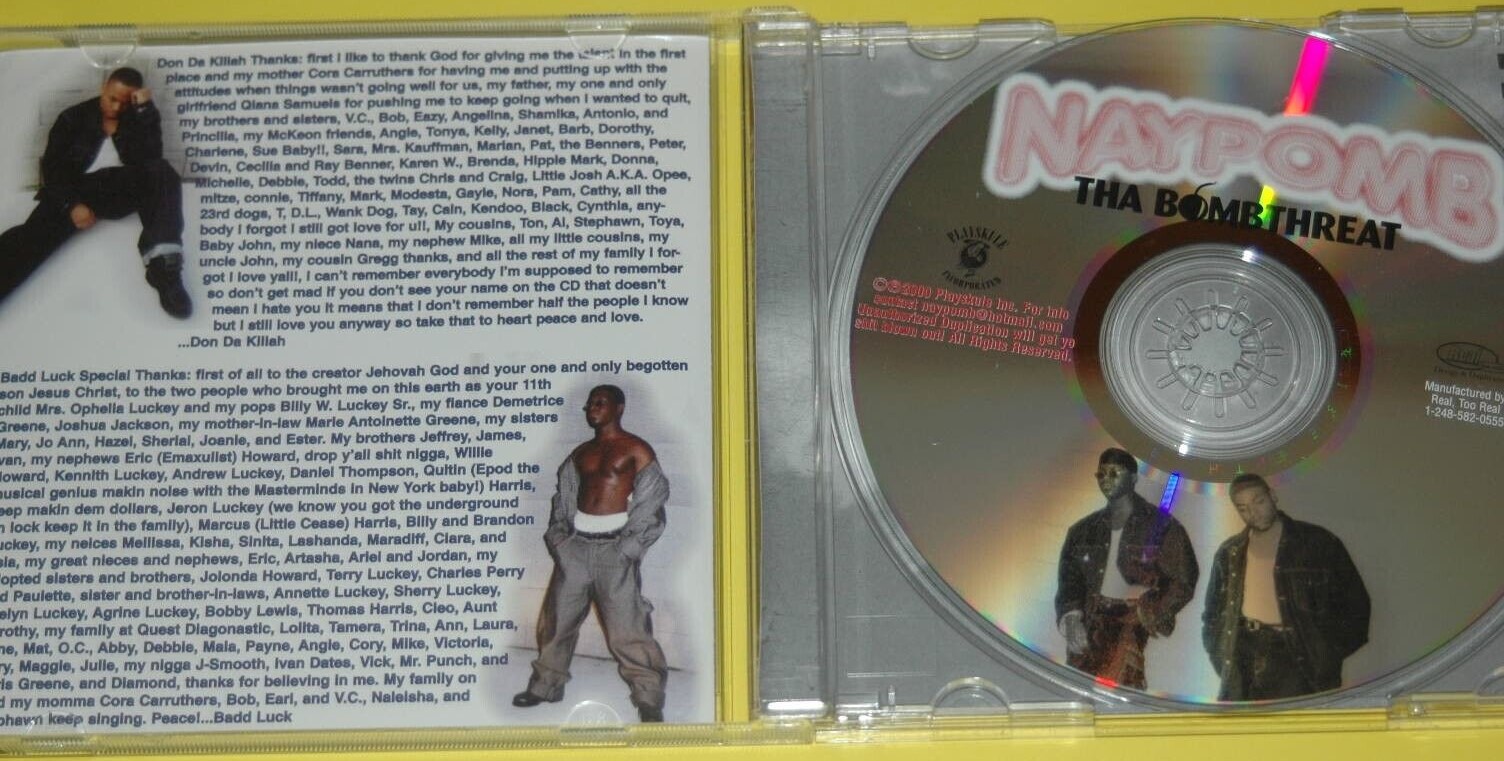 Don Da Killah Thanks: first I like to thank God for giving me the talent in the first
place and my mother Cora Carruthers for having me and putting up with the
attitudes when things wasn't going well for us, my father, my one and only
girlfriend Qiana Samuels for pushing me to keep going when I wanted to quit,
my brothers and sisters, V.C., Bob, Eazy, Angelina, Shamika, Antonio, and
Princilla, my McKeon friends, Angie, Tonya, Kelly, Janet, Barb, Dorothy,
Charlene, Sue Baby!!, Sara, Mrs. Kauffman, Marian, Pat, the Benners, Peter,
Devin, Cecilia and Ray Benner, Karen W., Brenda, Hippie Mark, Donna,
Michelle, Debbie, Todd, the twins Chris and Craig, Little Josh A.K.A. Opee,
mitze, connie, Tiffany, Mark, Modesta, Gayle, Nora, Pam, Cathy, all the
23rd dogs, T, D.L., Wank Dog, Tay, Cain, Kendoo, Black, Cynthia, any-
body I forgot I still got love for u!!, My cousins, Ton, Al, Stephawn, Toya,
Baby John, my niece Nana, my nephew Mike, all my little cousins, my
uncle John, my cousin Gregg thanks, and all the rest of my family I for-
got I love yall!, I can't remember everybody I'm supposed to remember
so don't get mad if you don't see your name on the CD that doesn't
mean I hate you it means that I don't remember half the people I know
but I still love you anyway so take that to heart peace and love.
...Don Da Killah
Badd Luck Special Thanks: first of all to the creator Jehovah God and your one and only begotten
son Jesus Christ, to the two people who brought me on this earth as your 11th
child Mrs. Ophelia Luckey and my pops Billy W. Luckey Sr., my fiance Demetrice
Greene, Joshua Jackson, my mother-in-law Marie Antoinette Greene, my sisters
Mary, Jo Ann, Hazel, Sherial, Joanie, and Ester. My brothers Jeffrey, James,
van, my nephews Eric (Emaxulist) Howard, drop y'all shit nigga, Willie
Howard, Kennith Luckey, Andrew Luckey, Daniel Thompson, Quitin (Epod the
musical genius makin noise with the Masterminds in New York baby!) Harris,
eep makin dem dollars, Jeron Luckey (we know you got the underground
n lock keep it in the family), Marcus (Little Cease) Harris, Billy and Brandon
uckey, my neices Mellissa, Kisha, Sinita, Lashanda, Maradiff, Ciara, and
sia, my great nieces and nephews, Eric, Artasha, Ariel and Jordan, my
lopted sisters and brothers, Jolonda Howard, Terry Luckey, Charles Perry
d Paulette, sister and brother-in-laws, Annette Luckey, Sherry Luckey,
elyn Luckey, Agrine Luckey, Bobby Lewis, Thomas Harris, Cleo, Aunt
rothy, my family at Quest Diagonastic, Lolita, Tamera, Trina, Ann, Laura,
ne, Mat, O.C., Abby, Debbie, Mala, Payne, Angie, Cory, Mike, Victoria,
ry, Maggie, Julie, my nigga J-Smooth, Ivan Dates, Vick, Mr. Punch, and
ris Greene, and Diamond, thanks for believing in me. My family on
d my momma Cora Carruthers, Bob, Earl, and V.C., Naleisha, and
phawn keep singing. Peace!...Badd Luck
NAYPOMB
THA BOMBTHREAT
PLAYSKULE
INCORPORATED
©℗2000 Playskule Inc. For info
contact naypomb@hotmail.com
Unauthorized Duplication will get yo
shit blown out! All Rights Reserved.
Manufactured by
Real, Too Real
1-248-582-0555